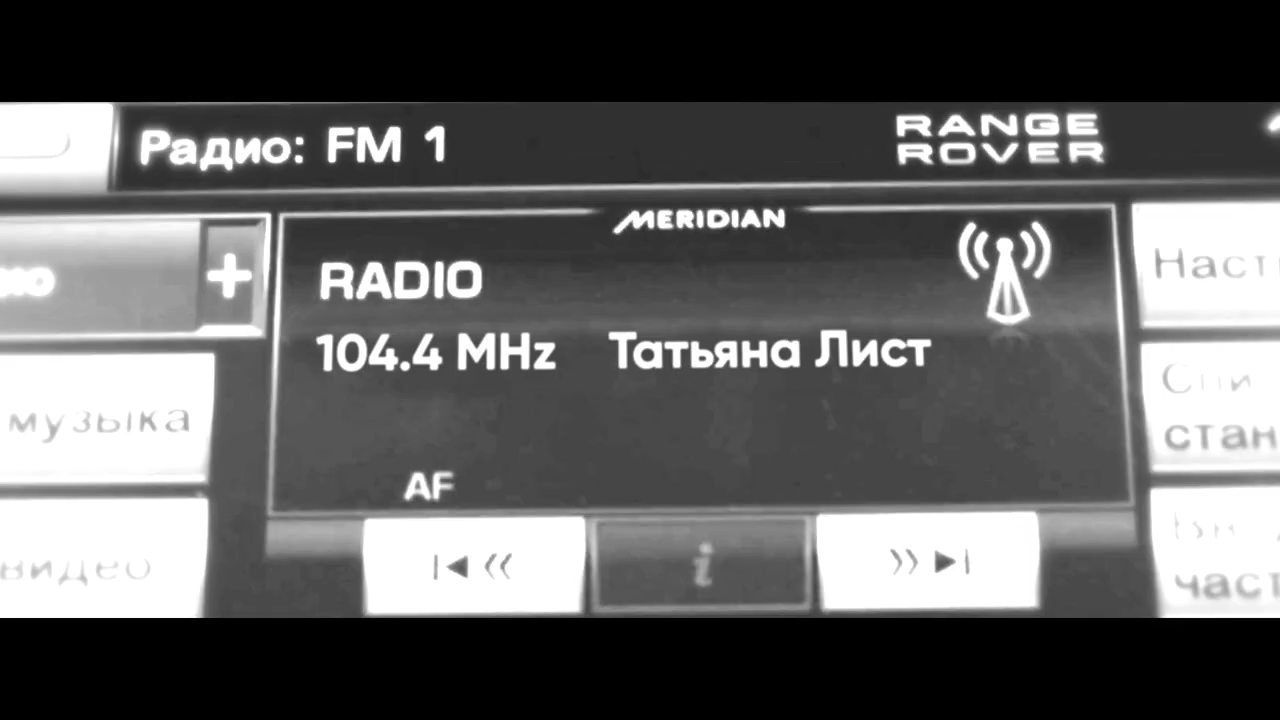 Радио: FM 1
RANGE
ROVER
MERIDIAN
RADIO
104.4 MHz Татьяна Лист
музыка
видео
AF
i